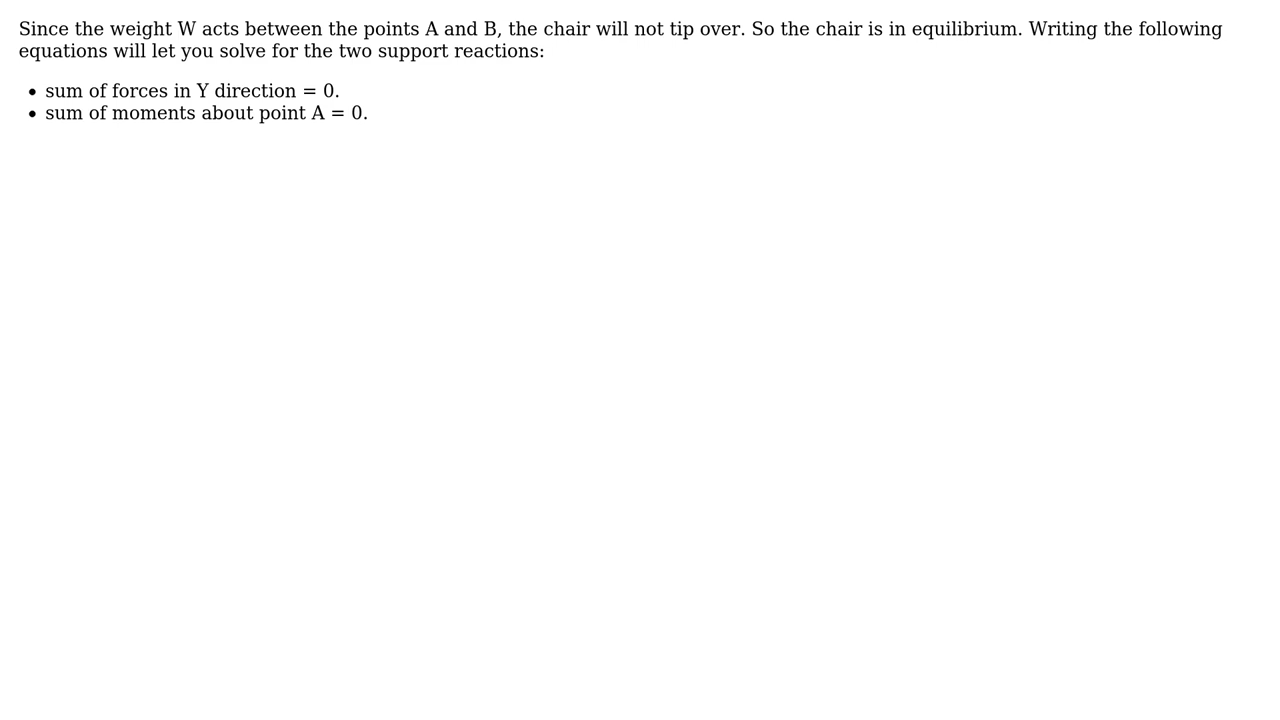 Since the weight W acts between the points A and B, the chair will not tip over. So the chair is in equilibrium. Writing the following
equations will let you solve for the two support reactions:
• sum of forces in Y direction = 0.
• sum of moments about point A = 0.